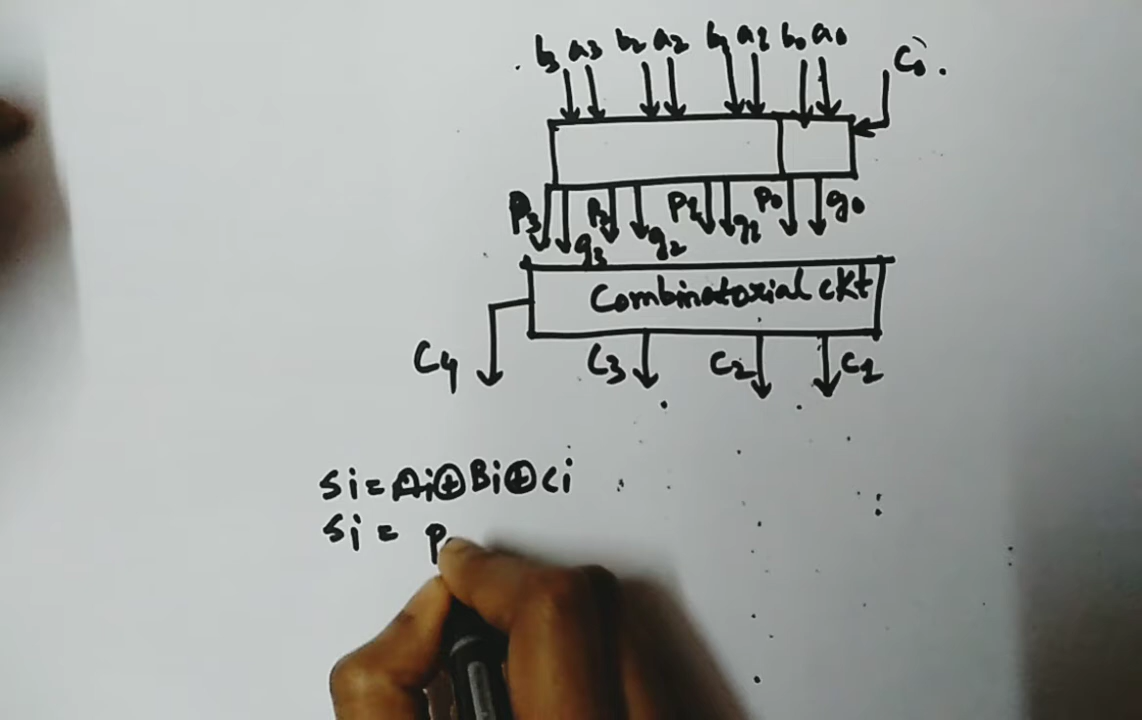 b3 a3 b2 a2 b1 a1 b0 a0 C0
P3 g3 P2 g2 P1 g1 P0 g0
Combinatorial ckt
C4 C3 C2 C1
Si = Ai⊕Bi⊕Ci
Si = P